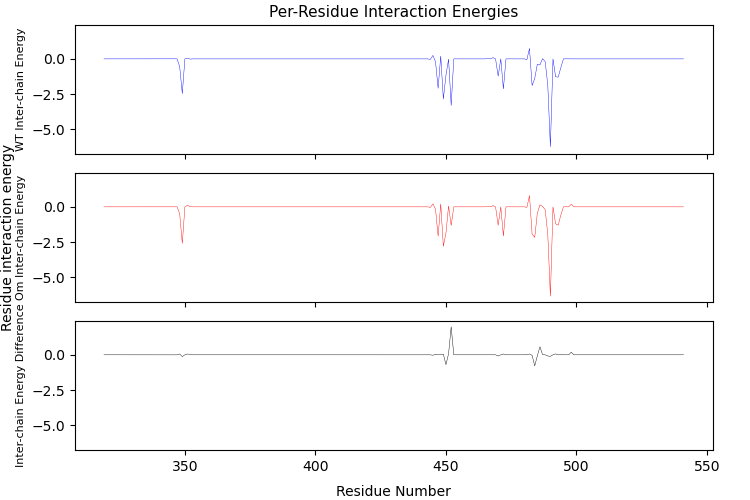 Per-Residue Interaction Energies
WT Inter-chain Energy
0.0
−2.5
−5.0
Residue interaction energy
Om Inter-chain Energy
0.0
−2.5
−5.0
Inter-chain Energy Difference
0.0
−2.5
−5.0
350 400 450 500 550
Residue Number